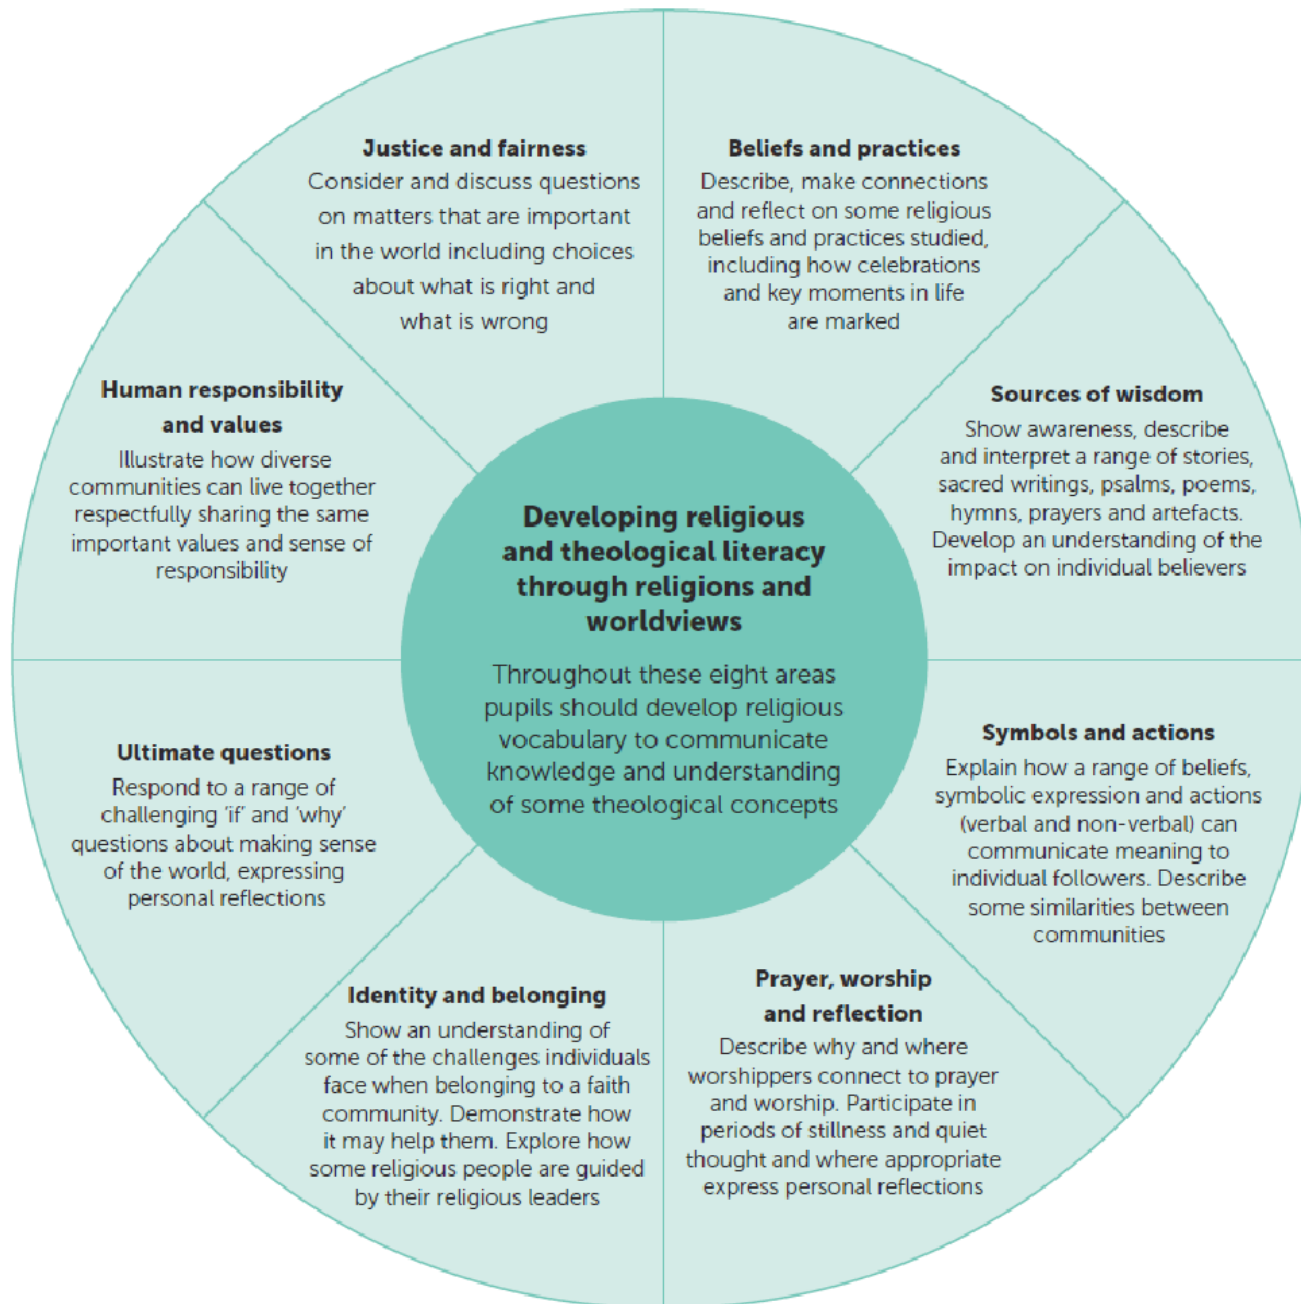 Justice and fairness
Consider and discuss questions
on matters that are important
in the world including choices
about what is right and
what is wrong
Beliefs and practices
Describe, make connections
and reflect on some religious
beliefs and practices studied,
including how celebrations
and key moments in life
are marked
Sources of wisdom
Show awareness, describe
and interpret a range of stories,
sacred writings, psalms, poems,
hymns, prayers and artefacts.
Develop an understanding of the
impact on individual believers
Symbols and actions
Explain how a range of beliefs,
symbolic expression and actions
(verbal and non-verbal) can
communicate meaning to
individual followers. Describe
some similarities between
communities
Prayer, worship
and reflection
Describe why and where
worshippers connect to prayer
and worship. Participate in
periods of stillness and quiet
thought and where appropriate
express personal reflections
Identity and belonging
Show an understanding of
some of the challenges individuals
face when belonging to a faith
community. Demonstrate how
it may help them. Explore how
some religious people are guided
by their religious leaders
Ultimate questions
Respond to a range of
challenging ‘if’ and ‘why’
questions about making sense
of the world, expressing
personal reflections
Human responsibility
and values
Illustrate how diverse
communities can live together
respectfully sharing the same
important values and sense of
responsibility
Developing religious
and theological literacy
through religions and
worldviews
Throughout these eight areas
pupils should develop religious
vocabulary to communicate
knowledge and understanding
of some theological concepts